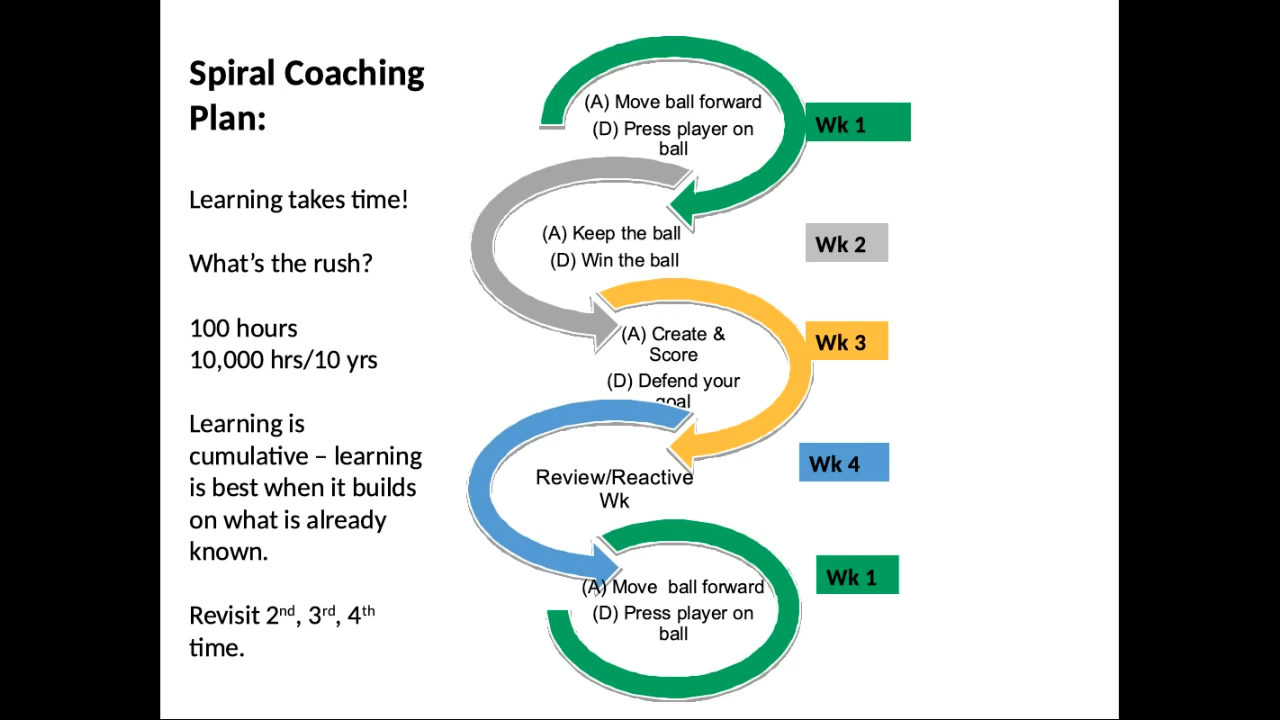 Spiral Coaching
Plan:
Learning takes time!
What’s the rush?
100 hours
10,000 hrs/10 yrs
Learning is
cumulative – learning
is best when it builds
on what is already
known.
Revisit 2nd, 3rd, 4th
time.
(A) Move ball forward
(D) Press player on
ball
Wk 1
(A) Keep the ball
(D) Win the ball
Wk 2
(A) Create &
Score
(D) Defend your
goal
Wk 3
Review/Reactive
Wk
Wk 4
(A) Move ball forward
(D) Press player on
ball
Wk 1